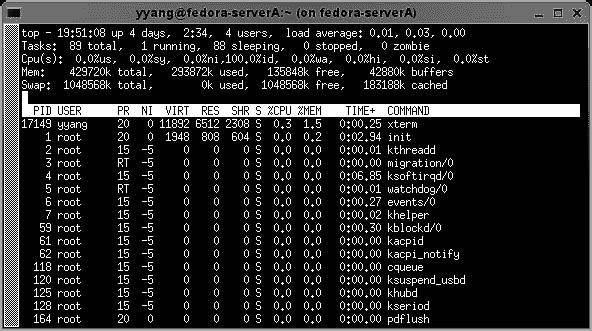 yyang@fedora-serverA:~ (on fedora-serverA)
top - 19:51:08 up 4 days,  2:34,  4 users,  load average: 0.01, 0.03, 0.00
Tasks:  89 total,   1 running,  88 sleeping,   0 stopped,   0 zombie
Cpu(s):  0.0%us,  0.0%sy,  0.0%ni,100.0%id,  0.0%wa,  0.0%hi,  0.0%si,  0.0%st
Mem:    429720k total,   293872k used,   135848k free,    42880k buffers
Swap:  1048568k total,        0k used,  1048568k free,   183188k cached
PID USER      PR  NI  VIRT  RES  SHR S %CPU %MEM    TIME+  COMMAND
17149 yyang     20   0 11892 6512 2308 S  0.3  1.5   0:00.25 xterm
1 root      20   0  1948  808  604 S  0.0  0.2   0:02.94 init
2 root      15  -5     0    0    0 S  0.0  0.0   0:00.01 kthreadd
3 root      RT  -5     0    0    0 S  0.0  0.0   0:00.00 migration/0
4 root      15  -5     0    0    0 S  0.0  0.0   0:06.85 ksoftirqd/0
5 root      RT  -5     0    0    0 S  0.0  0.0   0:00.01 watchdog/0
6 root      15  -5     0    0    0 S  0.0  0.0   0:00.27 events/0
7 root      15  -5     0    0    0 S  0.0  0.0   0:00.02 khelper
59 root      15  -5     0    0    0 S  0.0  0.0   0:00.30 kblockd/0
61 root      15  -5     0    0    0 S  0.0  0.0   0:00.00 kacpid
62 root      15  -5     0    0    0 S  0.0  0.0   0:00.00 kacpi_notify
118 root      15  -5     0    0    0 S  0.0  0.0   0:00.00 cqueue
120 root      15  -5     0    0    0 S  0.0  0.0   0:00.00 ksuspend_usbd
125 root      15  -5     0    0    0 S  0.0  0.0   0:00.00 khubd
128 root      15  -5     0    0    0 S  0.0  0.0   0:00.00 kseriod
164 root      20   0     0    0    0 S  0.0  0.0   0:00.00 pdflush